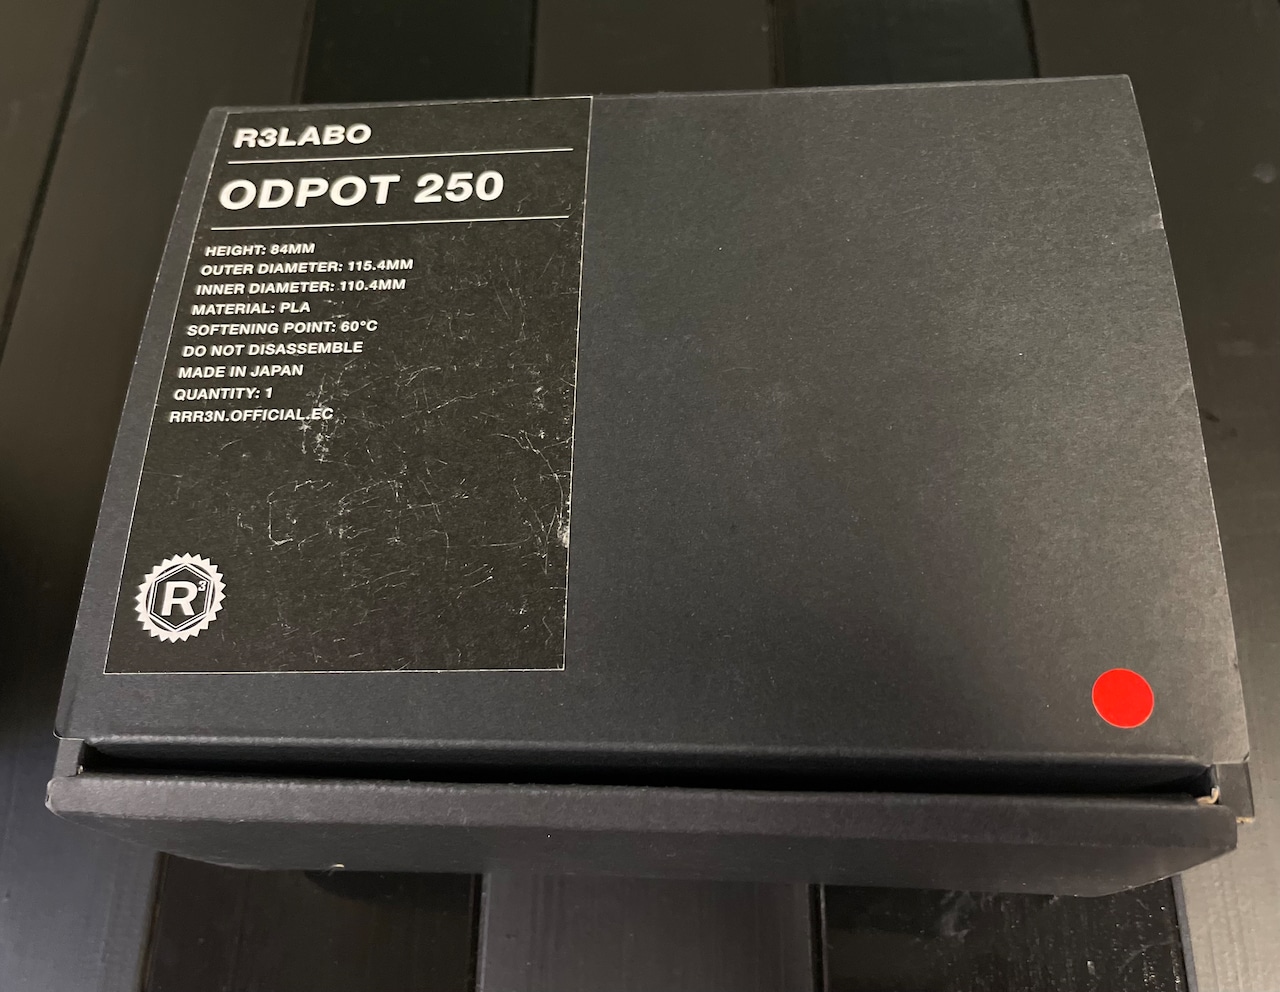 R3LABO
ODPOT 250
HEIGHT: 84MM
OUTER DIAMETER: 115.4MM
INNER DIAMETER: 110.4MM
MATERIAL: PLA
SOFTENING POINT: 60°C
DO NOT DISASSEMBLE
MADE IN JAPAN
QUANTITY: 1
RRR3N.OFFICIAL.EC
R3